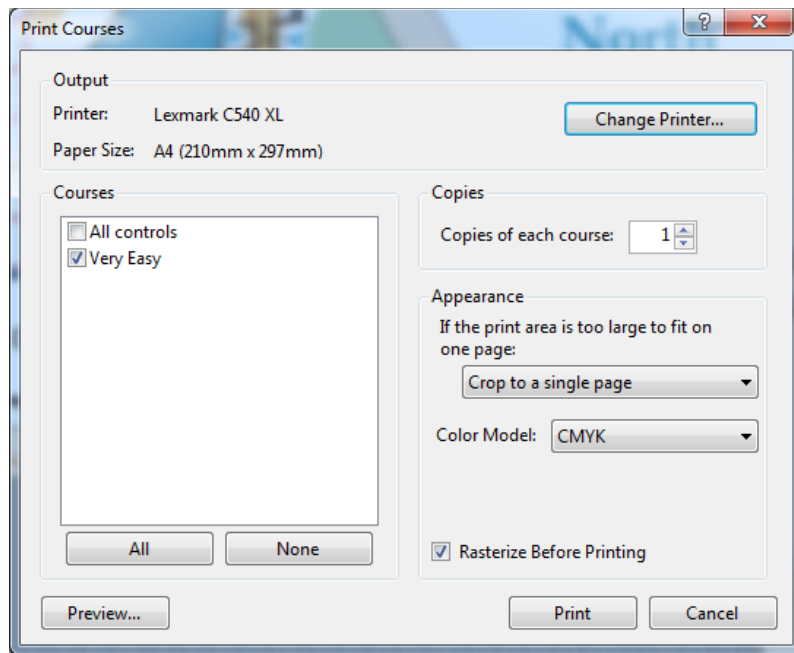 Print Courses
North
Output
Printer: Lexmark C540 XL
Change Printer...
Paper Size: A4 (210mm x 297mm)
Courses
All controls
Very Easy
All
None
Copies
Copies of each course: 1
Appearance
If the print area is too large to fit on
one page:
Crop to a single page
Color Model: CMYK
Rasterize Before Printing
Preview...
Print
Cancel